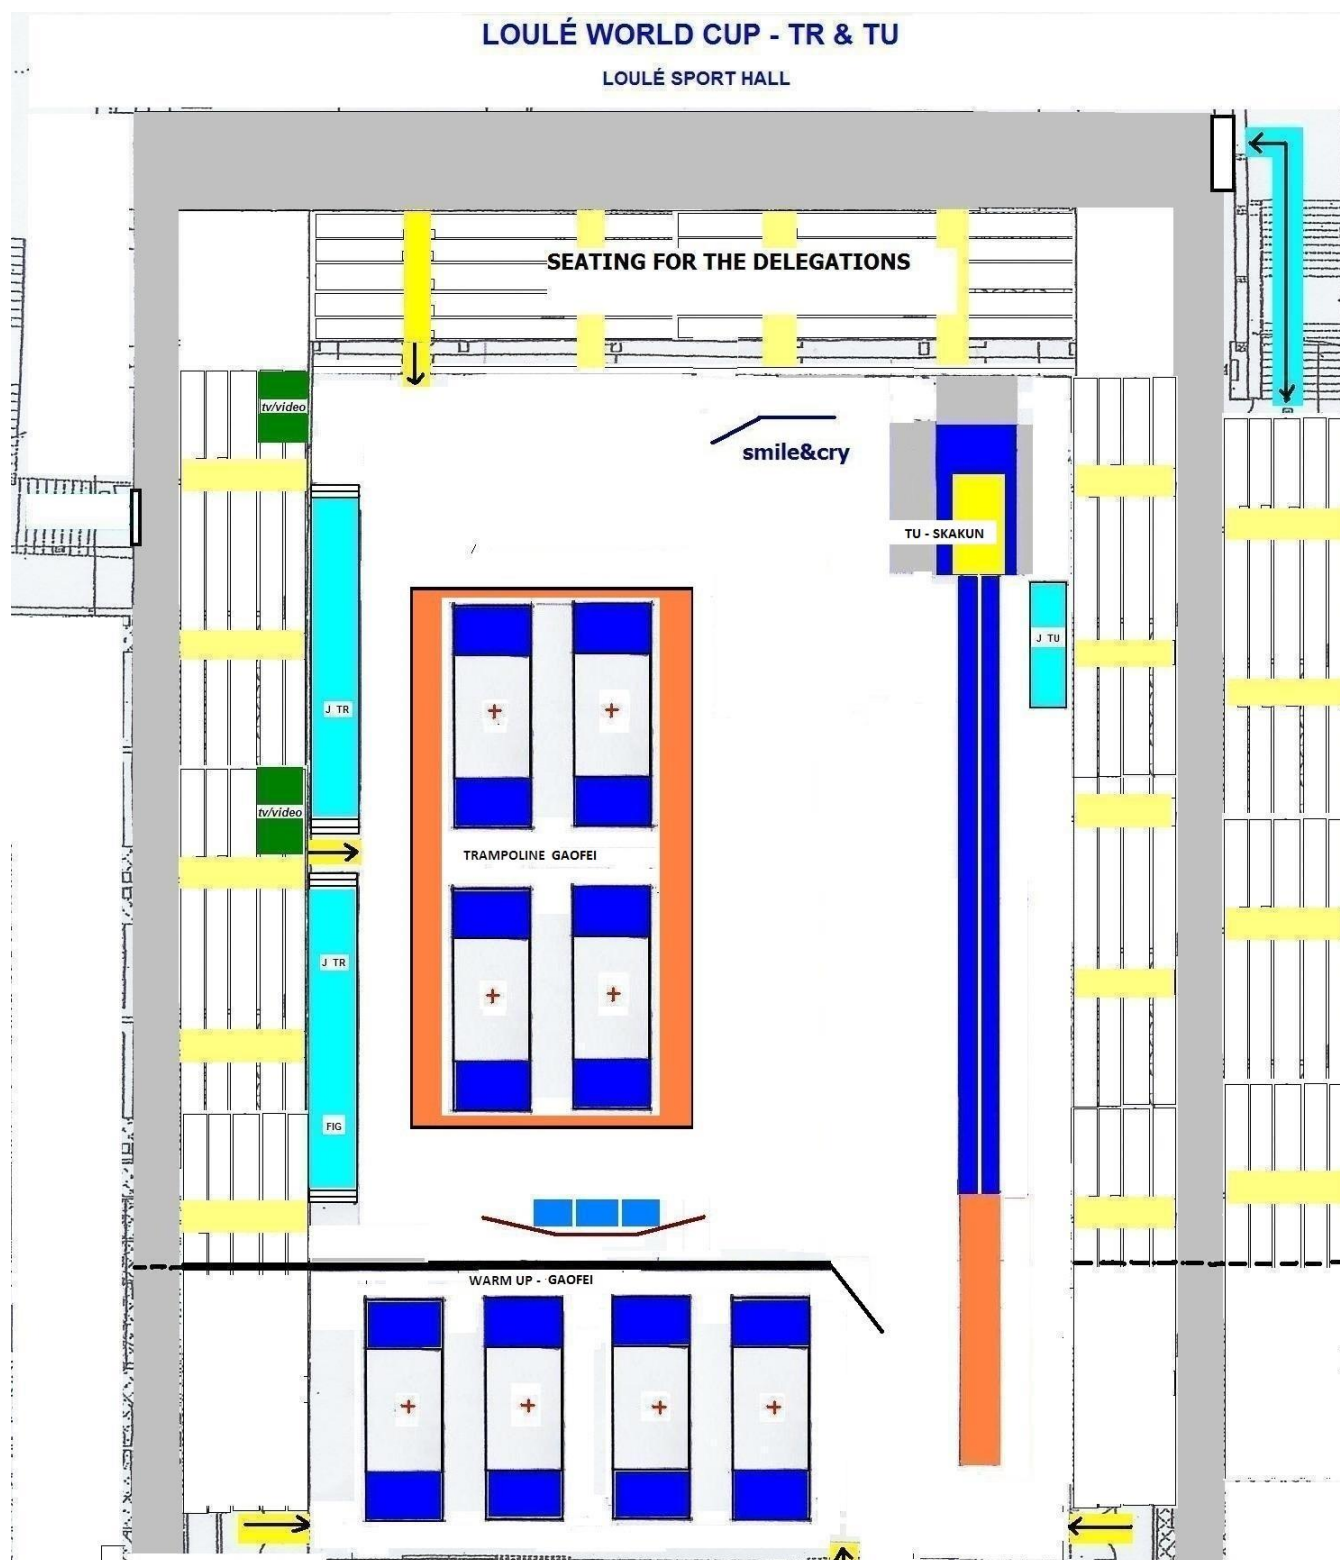 LOULÉ WORLD CUP - TR & TU
LOULÉ SPORT HALL
SEATING FOR THE DELEGATIONS
tv/video
smile&cry
TU - SKAKUN
J TU
J TR
tv/video
TRAMPOLINE GAOFEI
J TR
FIG
WARM UP - GAOFEI